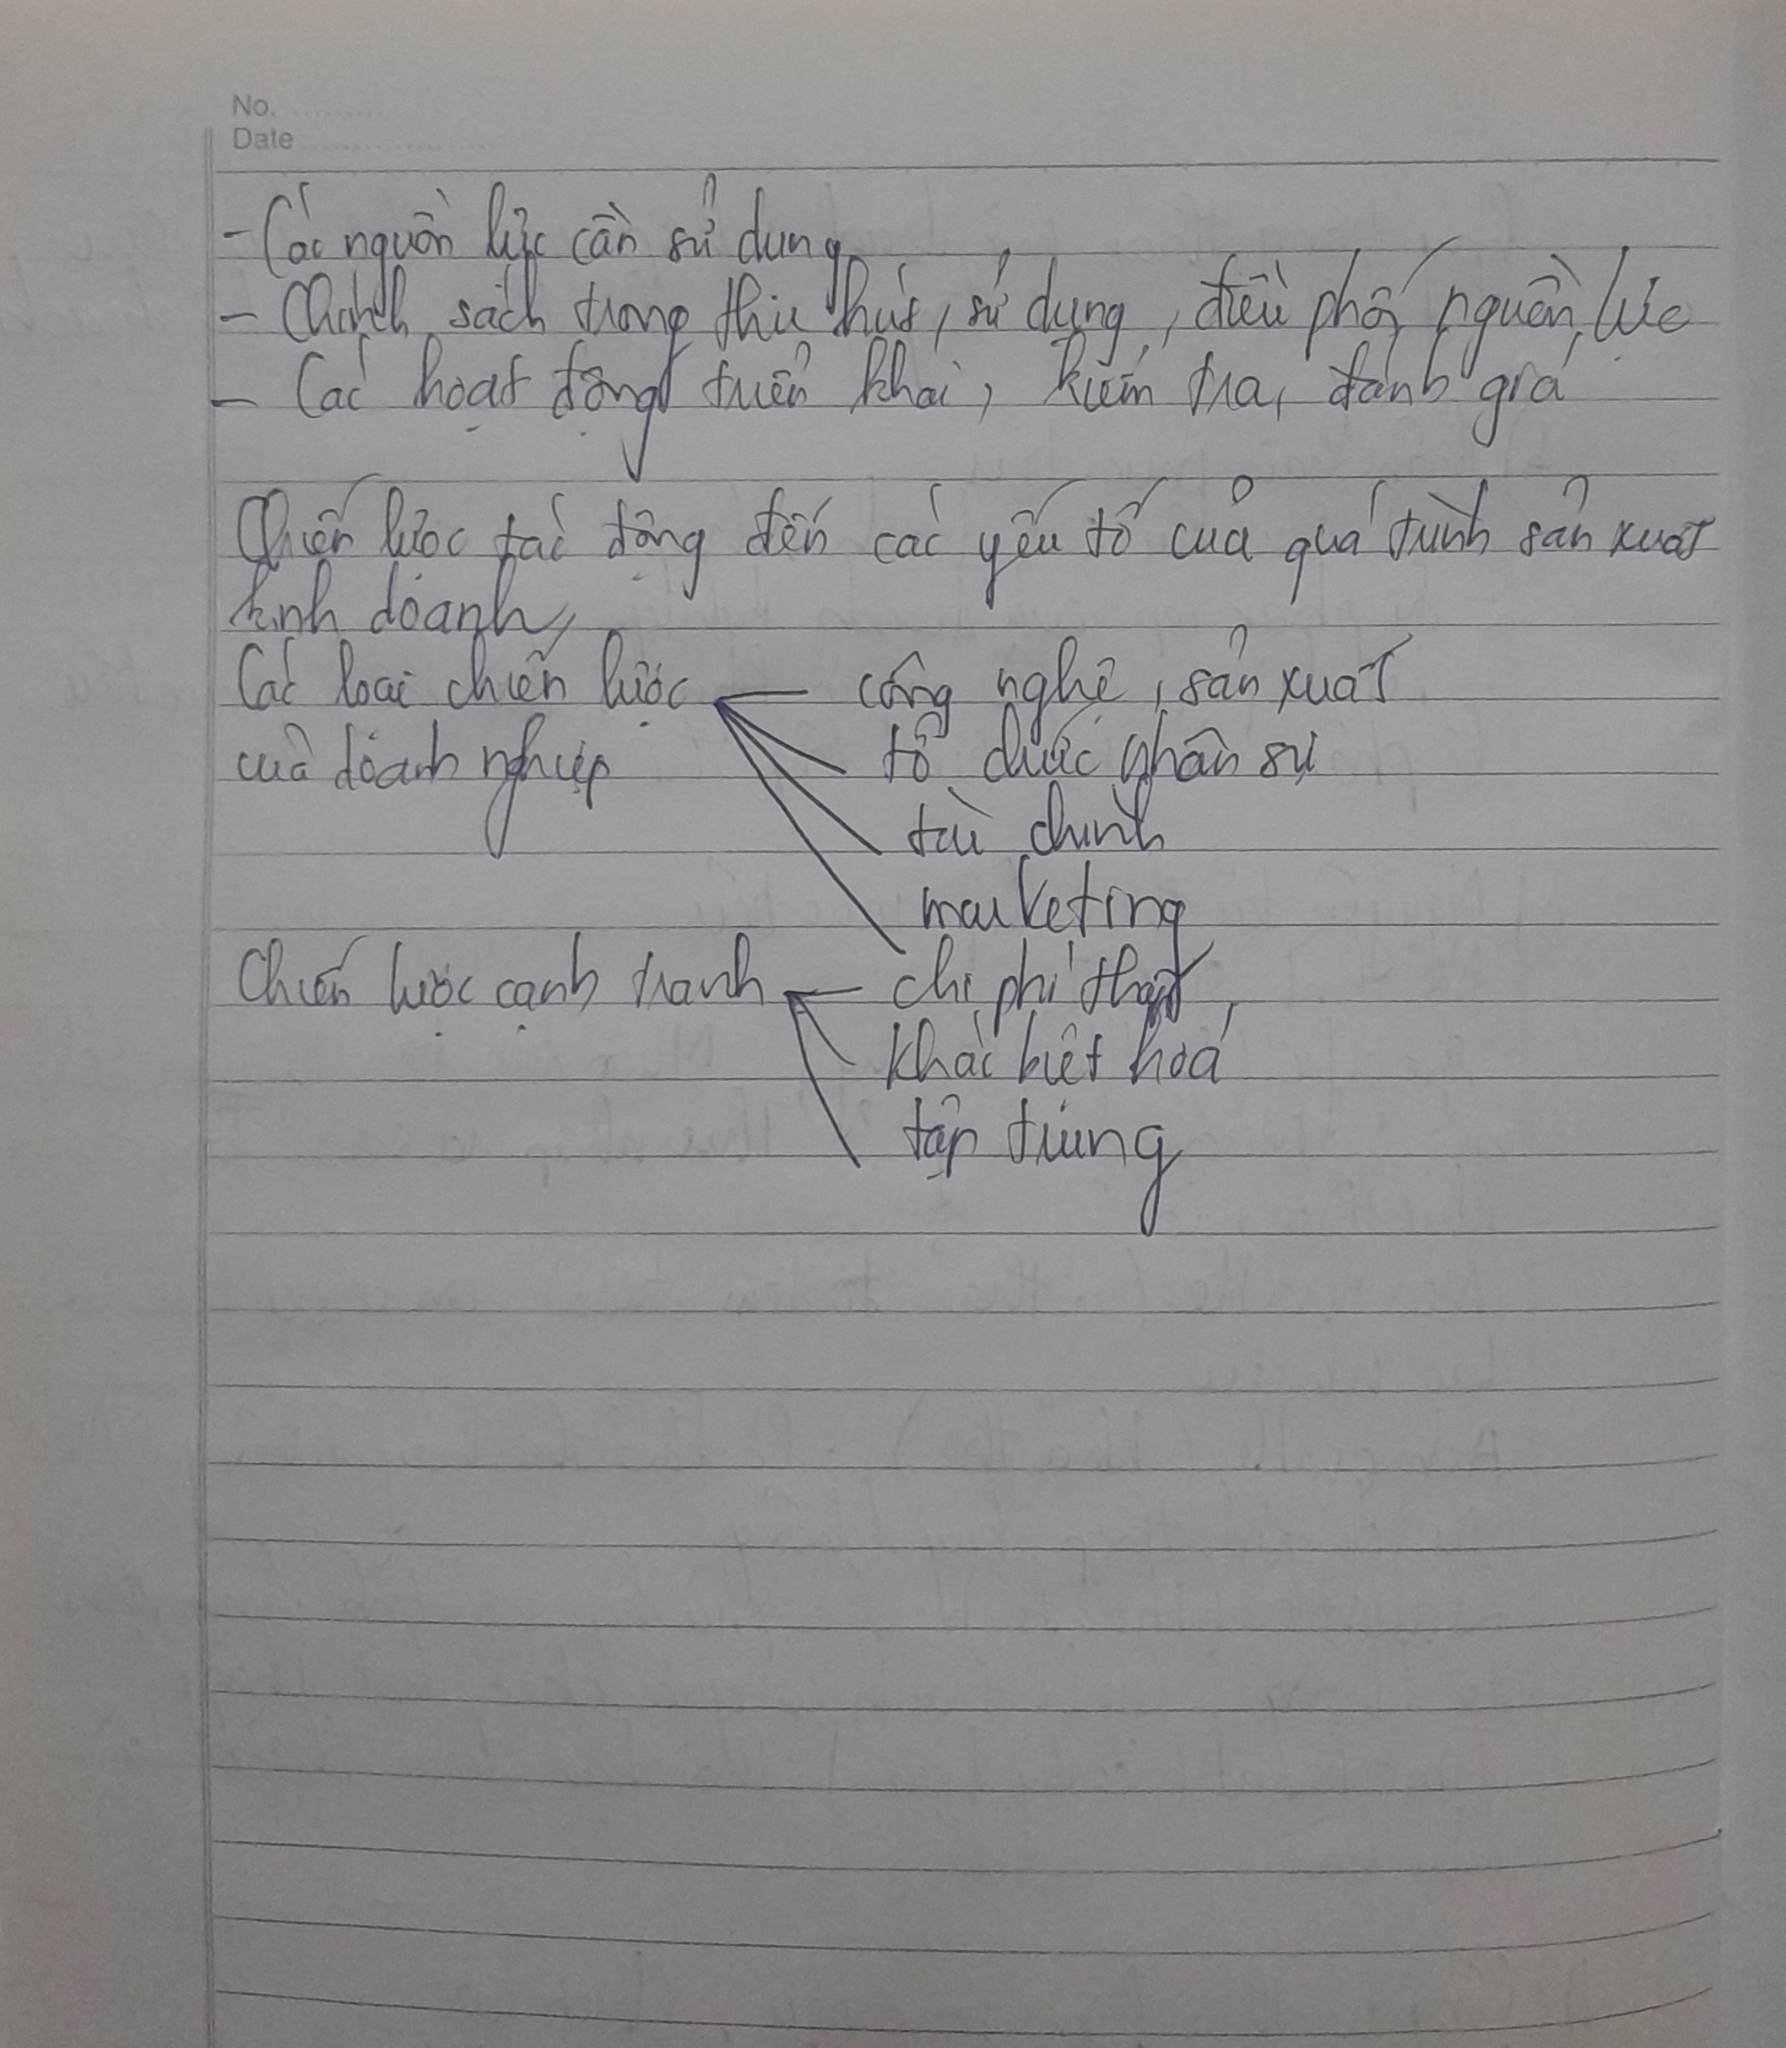 No.
Date
- Các nguồn lực cần sử dụng
- Chính sách trong thu hút, sử dụng, điều phối nguồn lực
- Các hoạt động triển khai, kiểm tra, đánh giá
Chiến lược tác động đến các yếu tố của quá trình sản xuất
kinh doanh,
Các loại chiến lược — công nghệ, sản xuất
của doanh nghiệp tổ chức nhân sự
tài chính
marketing
Chiến lược cạnh tranh — chi phí thấp
khác biệt hoá
tập trung